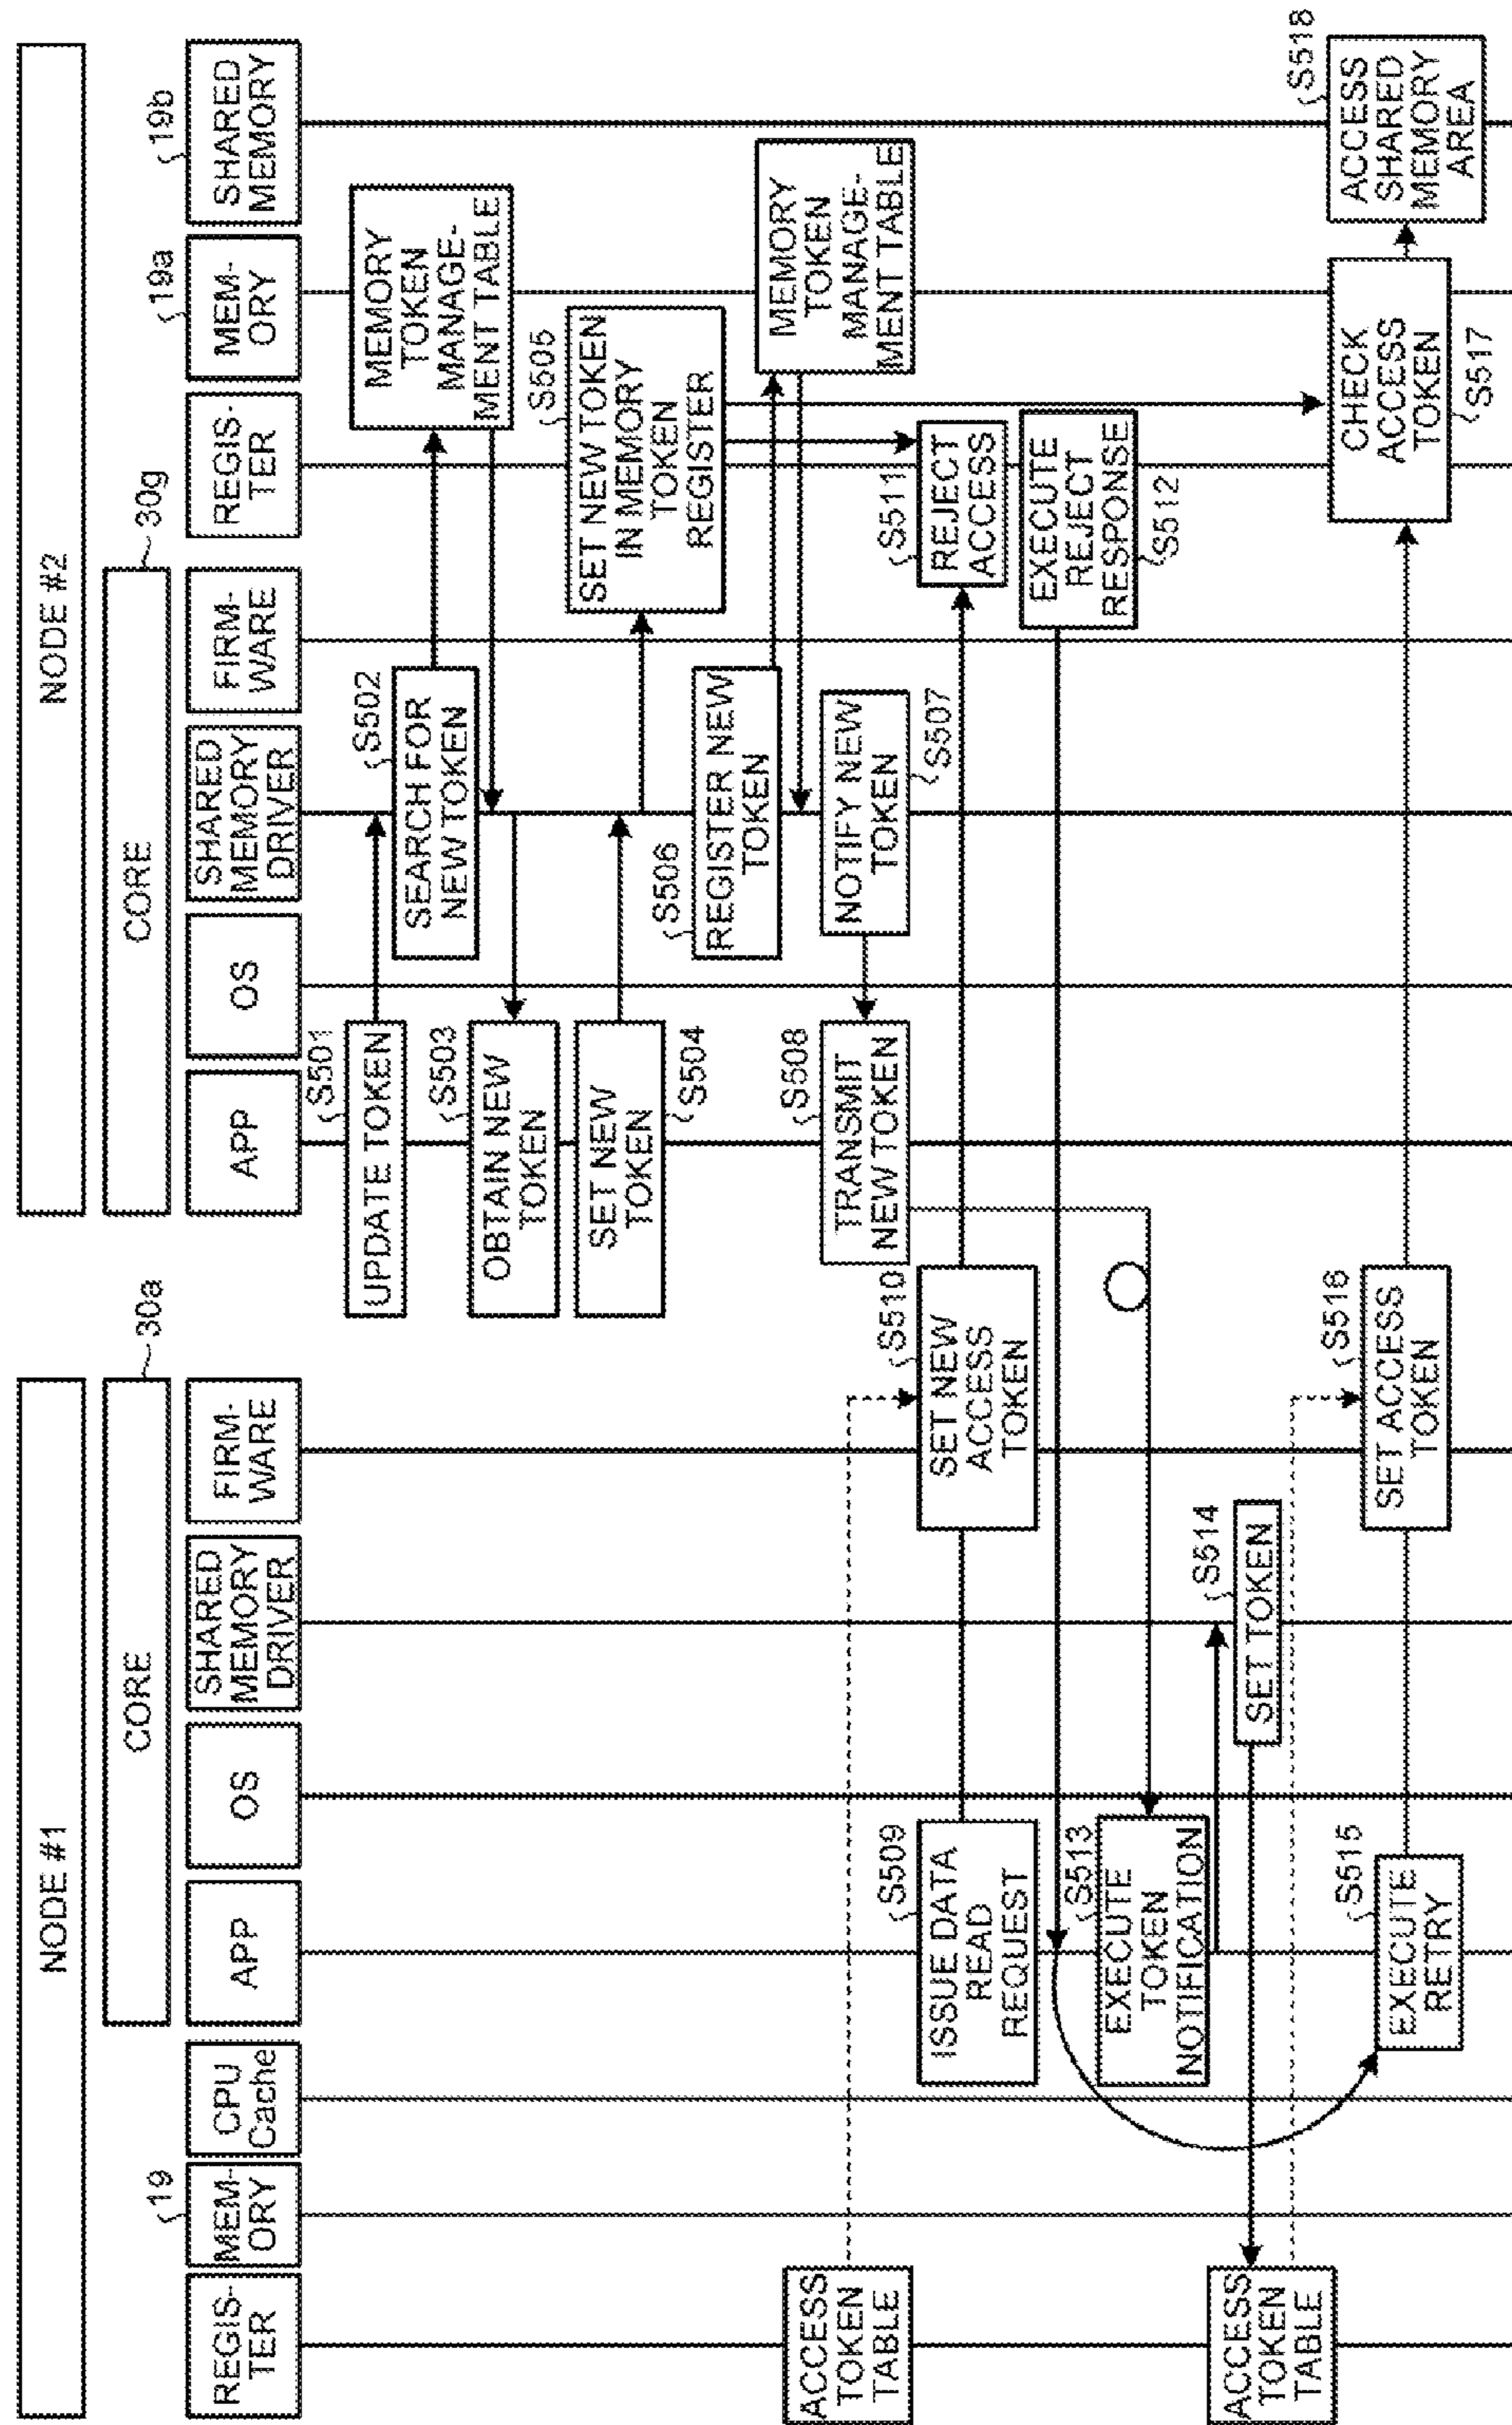 NODE #1
NODE #2
CORE
30a
CORE
30g
REGIS-
TER
19
MEM-
ORY
CPU
Cache
APP
OS
SHARED
MEMORY
DRIVER
FIRM-
WARE
APP
OS
SHARED
MEMORY
DRIVER
FIRM-
WARE
REGIS-
TER
19a
MEM-
ORY
19b
SHARED
MEMORY
S501
UPDATE TOKEN
S502
SEARCH FOR
NEW TOKEN
MEMORY
TOKEN
MANAGE-
MENT TABLE
S503
OBTAIN NEW
TOKEN
SET NEW
TOKEN
S504
S505
SET NEW TOKEN
IN MEMORY
TOKEN
REGISTER
S506
REGISTER NEW
TOKEN
MEMORY
TOKEN
MANAGE-
MENT TABLE
NOTIFY NEW
TOKEN
S507
S508
TRANSMIT
NEW TOKEN
ACCESS
TOKEN
TABLE
S509
ISSUE DATA
READ
REQUEST
S510
SET NEW
ACCESS
TOKEN
S511
REJECT
ACCESS
EXECUTE
REJECT
RESPONSE
S512
S513
EXECUTE
TOKEN
NOTIFICATION
S514
SET TOKEN
ACCESS
TOKEN
TABLE
S515
EXECUTE
RETRY
S516
SET ACCESS
TOKEN
CHECK
ACCESS
TOKEN
S517
S518
ACCESS
SHARED
MEMORY
AREA